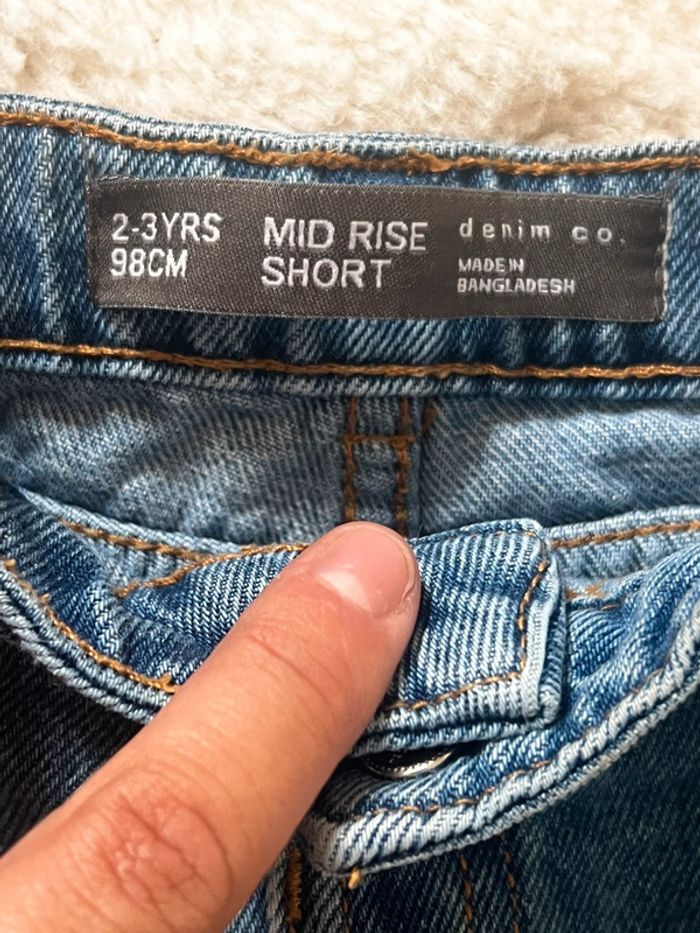 2-3YRS
98CM
MID RISE
SHORT
denim co.
MADE IN
BANGLADESH